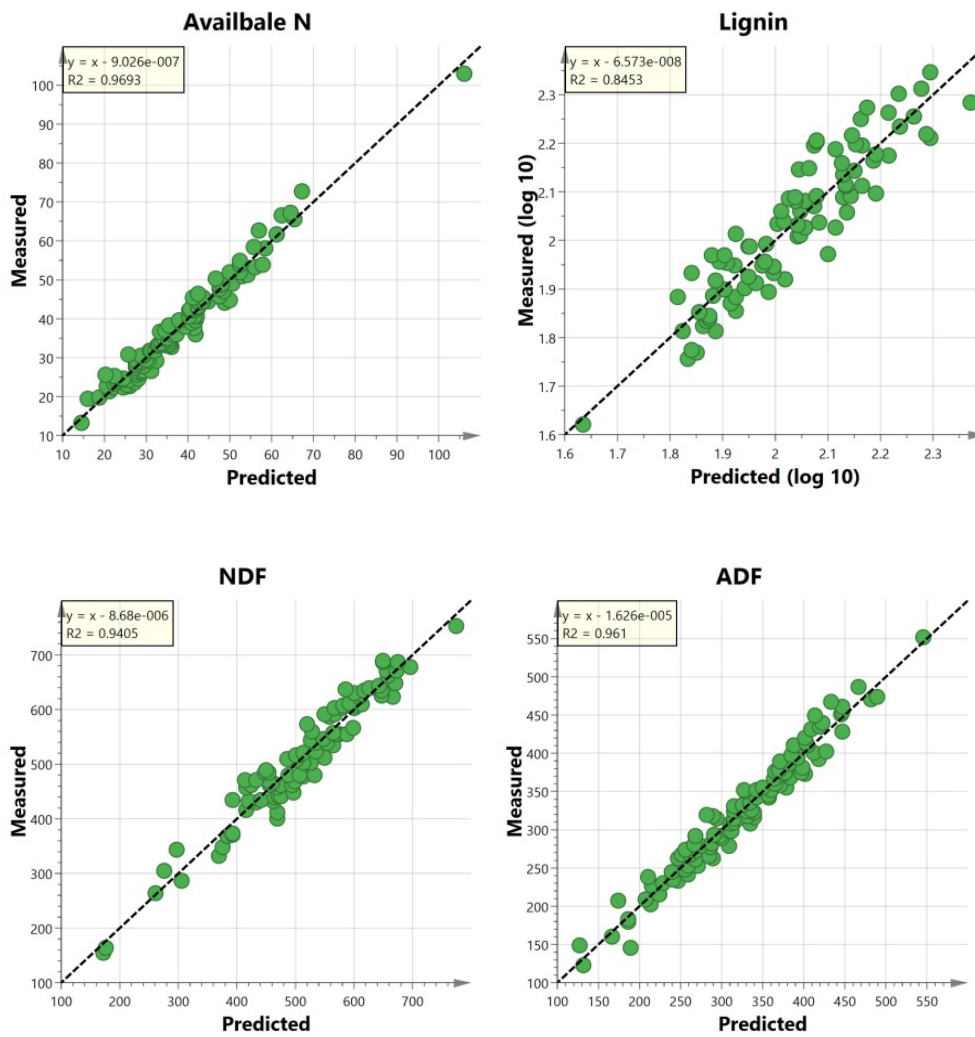 Availbale N
y = x - 9.026e-007
R2 = 0.9693
100
90
80
70
60
50
40
30
20
10
Measured
10 20 30 40 50 60 70 80 90 100
Predicted
Lignin
y = x - 6.573e-008
R2 = 0.8453
2.3
2.2
2.1
2
1.9
1.8
1.7
1.6
Measured (log 10)
1.6 1.7 1.8 1.9 2 2.1 2.2 2.3
Predicted (log 10)
NDF
y = x - 8.68e-006
R2 = 0.9405
700
600
500
400
300
200
100
Measured
100 200 300 400 500 600 700
Predicted
ADF
y = x - 1.626e-005
R2 = 0.961
550
500
450
400
350
300
250
200
150
100
Measured
100 150 200 250 300 350 400 450 500 550
Predicted